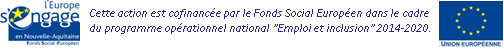 l'Europe
s'engage
en Nouvelle-Aquitaine
Fonds Social Européen
Cette action est cofinancée par le Fonds Social Européen dans le cadre
du programme opérationnel national "Emploi et inclusion" 2014-2020.
UNION EUROPÉENNE